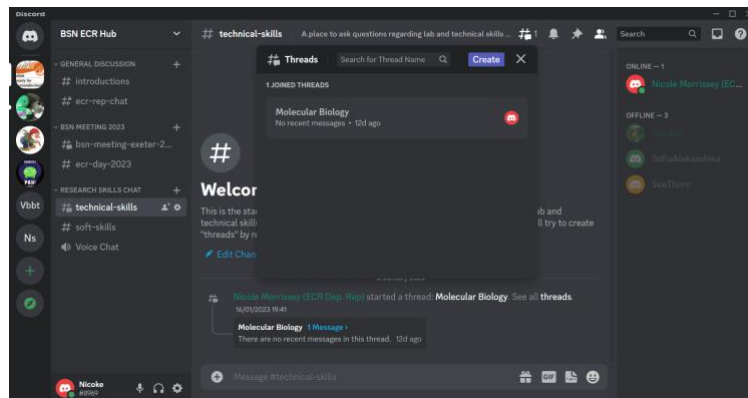 Discord
BSN ECR Hub
# technical-skills
A place to ask questions regarding lab and technical skills ...
1
Search
GENERAL DISCUSSION
# introductions
# ecr-rep-chat
BSN MEETING 2023
# bsn-meeting-exeter-2...
# ecr-day-2023
RESEARCH SKILLS CHAT
# technical-skills
# soft-skills
Voice Chat
Vbbt
Ns
Nicoke
#8969
Threads
Search for Thread Name
Create
1 JOINED THREADS
Molecular Biology
No recent messages • 12d ago
#
Welcor
This is the star
technical skill
"threads" by
Edit Chan
ab and
ll try to create
Nicole Morrissey (ECR Dep. Rep) started a thread: Molecular Biology. See all threads.
16/01/2023 19:41
Molecular Biology 1 Message ›
There are no recent messages in this thread. 12d ago
Message #technical-skills
GIF
ONLINE — 1
Nicole Morrissey (EC...
OFFLINE — 3
SofiaAleksashina
SueThorn